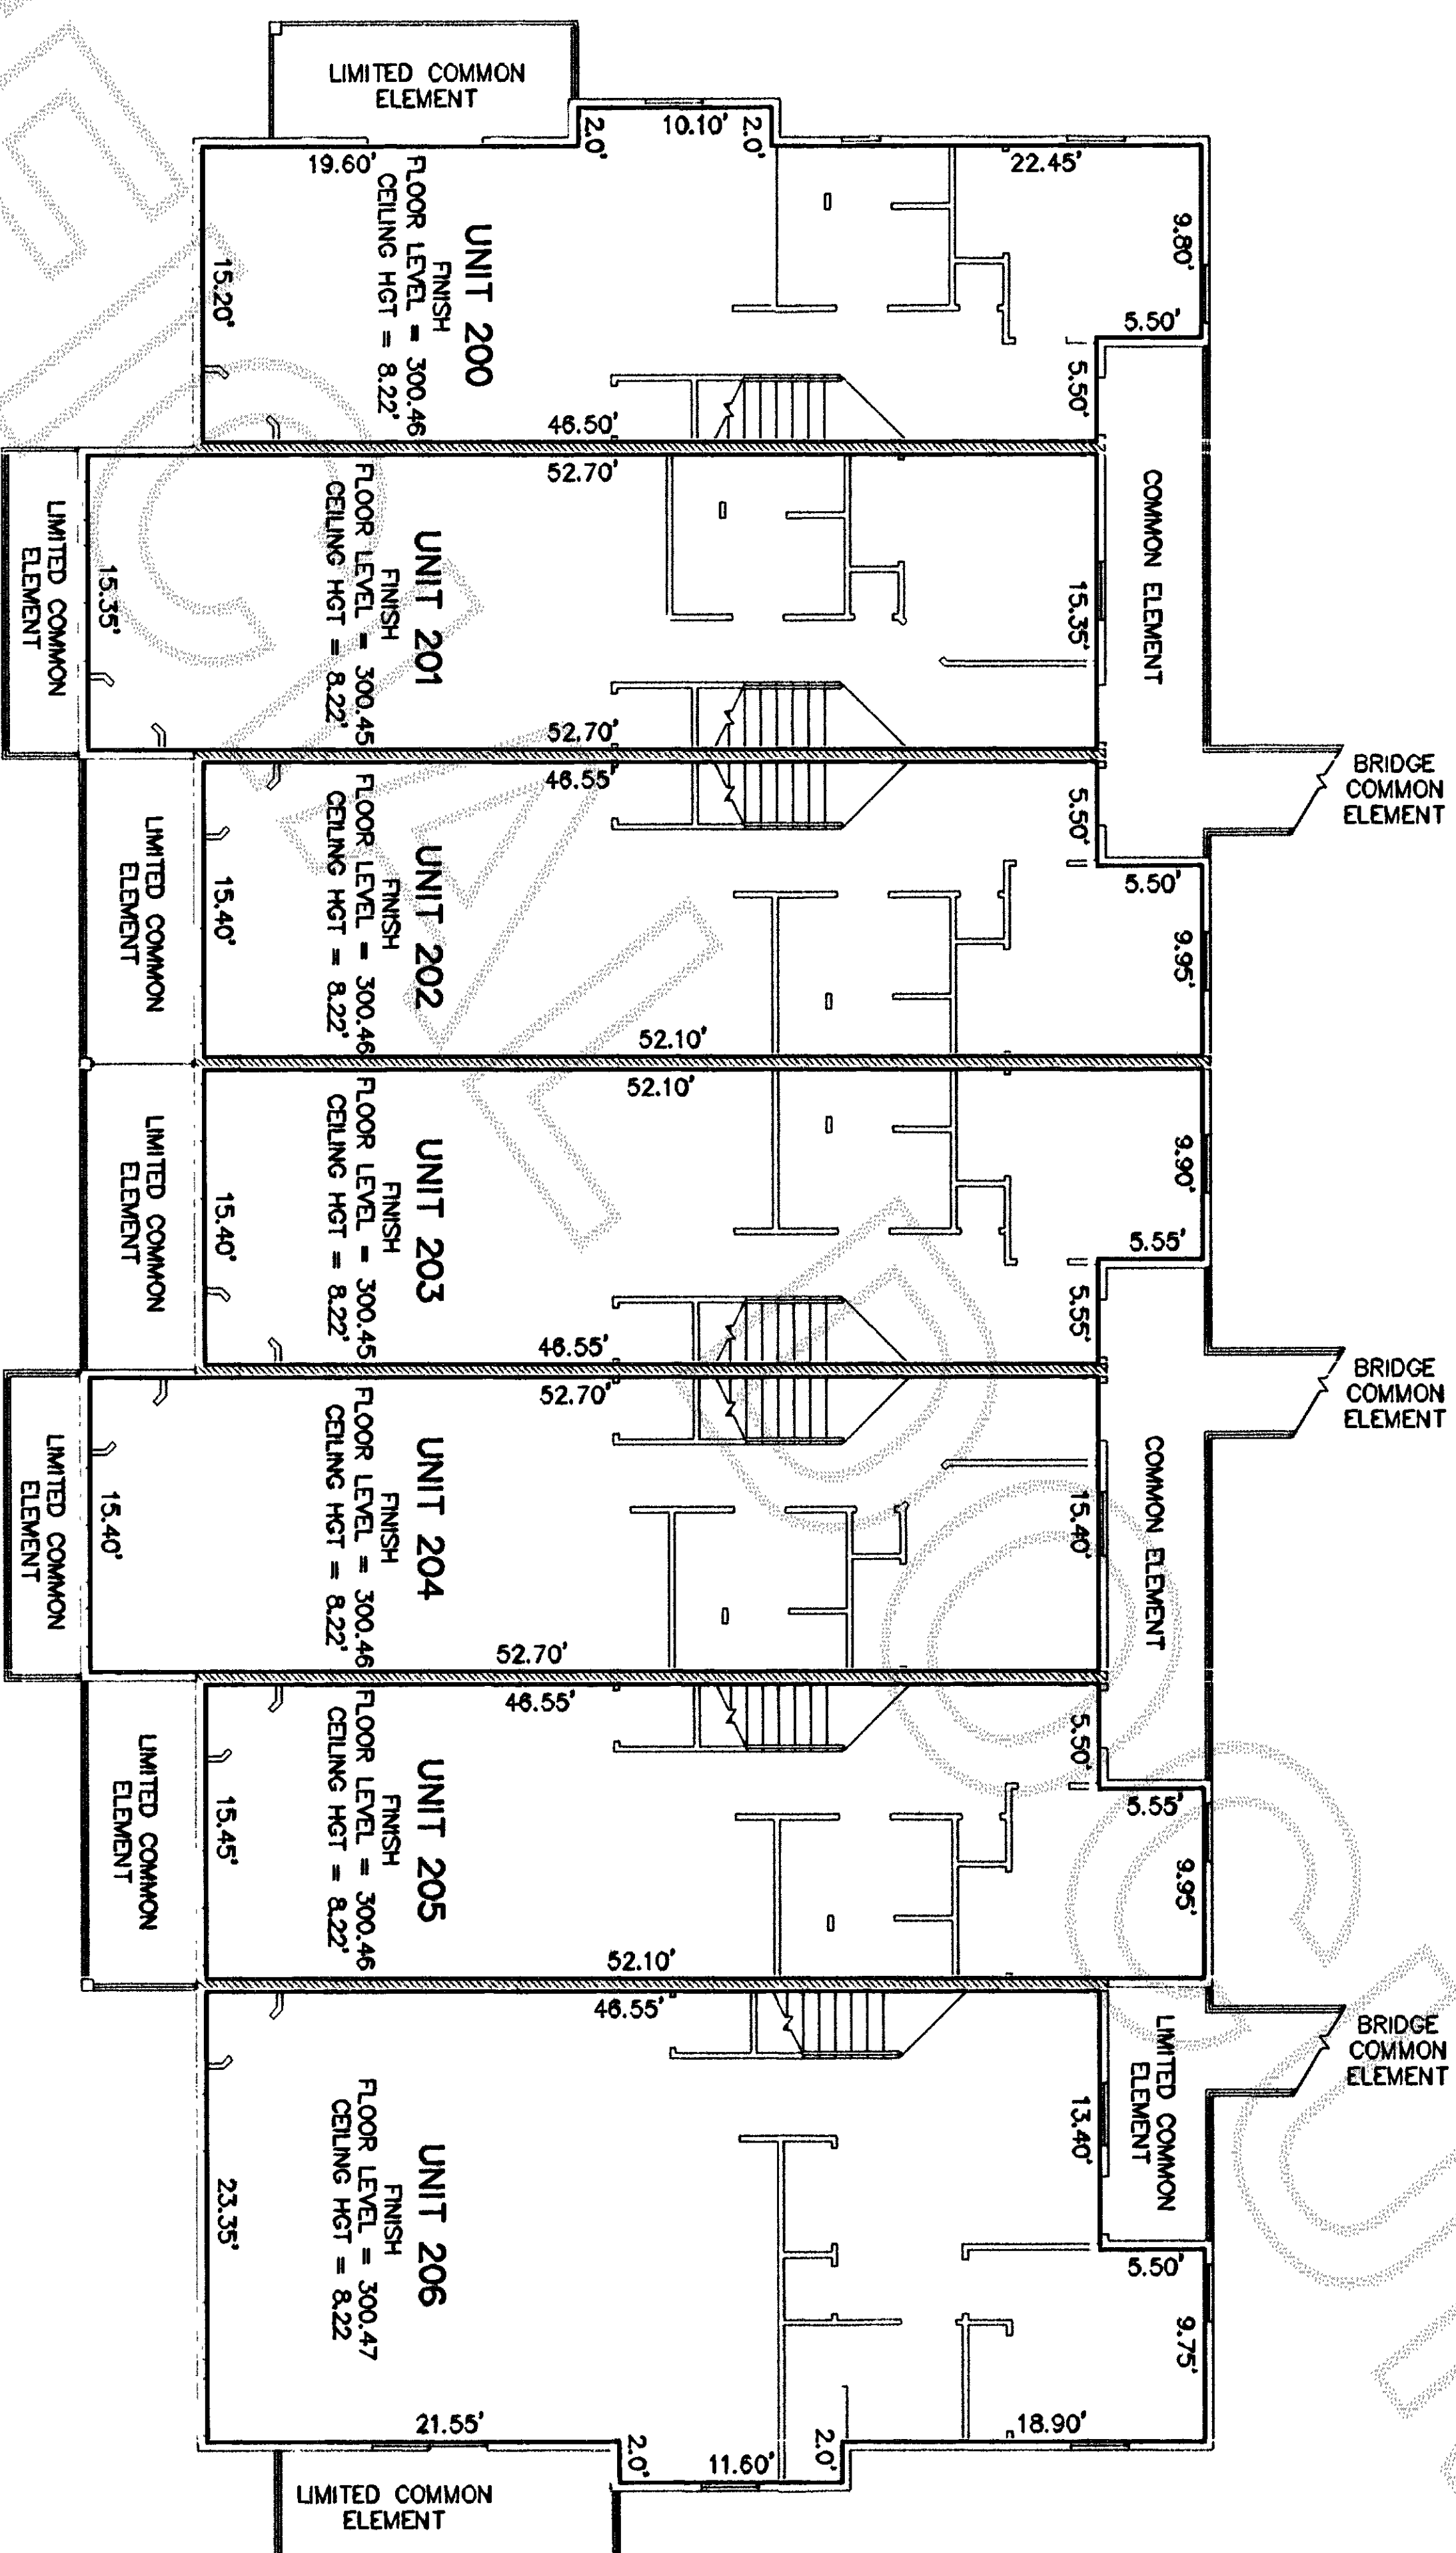 LIMITED COMMON
ELEMENT
2.0'
10.10'
2.0'
19.60'
22.45'
9.80'
5.50'
5.50'
15.20'
UNIT 200
FINISH
FLOOR LEVEL = 300.46
CEILING HGT = 8.22'
46.50'
COMMON ELEMENT
52.70'
LIMITED COMMON
ELEMENT
15.35'
UNIT 201
FINISH
FLOOR LEVEL = 300.45
CEILING HGT = 8.22'
15.35'
52.70'
BRIDGE
COMMON
ELEMENT
46.55'
5.50'
5.50'
9.95'
LIMITED COMMON
ELEMENT
15.40'
UNIT 202
FINISH
FLOOR LEVEL = 300.46
CEILING HGT = 8.22'
52.10'
52.10'
LIMITED COMMON
ELEMENT
15.40'
UNIT 203
FINISH
FLOOR LEVEL = 300.45
CEILING HGT = 8.22'
9.90'
5.55'
5.55'
46.55'
BRIDGE
COMMON
ELEMENT
52.70'
LIMITED COMMON
ELEMENT
15.40'
UNIT 204
FINISH
FLOOR LEVEL = 300.46
CEILING HGT = 8.22'
15.40'
COMMON ELEMENT
52.70'
46.55'
5.50'
5.55'
9.95'
LIMITED COMMON
ELEMENT
15.45'
UNIT 205
FINISH
FLOOR LEVEL = 300.46
CEILING HGT = 8.22'
52.10'
46.55'
LIMITED COMMON
ELEMENT
BRIDGE
COMMON
ELEMENT
13.40'
5.50'
9.75'
23.35'
UNIT 206
FINISH
FLOOR LEVEL = 300.47
CEILING HGT = 8.22
21.55'
2.0'
11.60'
2.0'
18.90'
LIMITED COMMON
ELEMENT